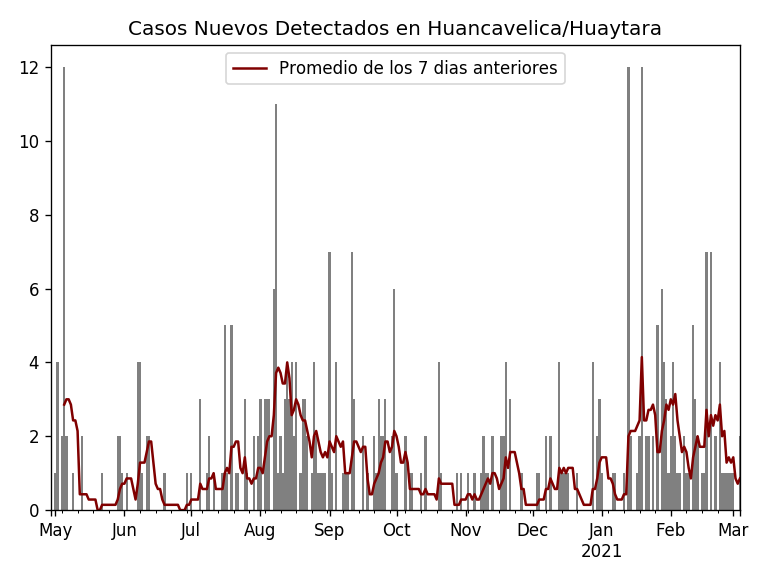 Casos Nuevos Detectados en Huancavelica/Huaytara
Promedio de los 7 dias anteriores
12
10
8
6
4
2
0
May Jun Jul Aug Sep Oct Nov Dec Jan Feb Mar
2021